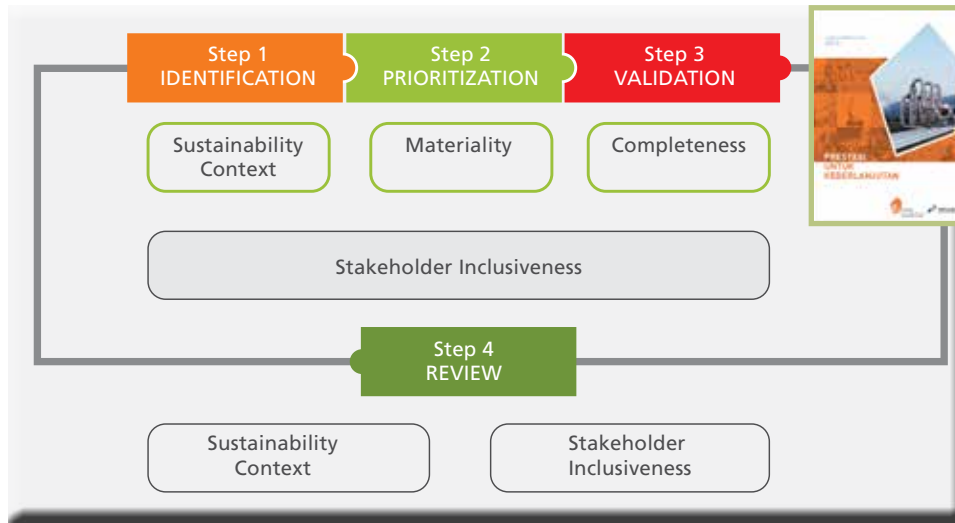 Step 1
IDENTIFICATION
Step 2
PRIORITIZATION
Step 3
VALIDATION
Sustainability
Context
Materiality
Completeness
PRESTASI
UNTUK
KEBERLANJUTAN
Stakeholder Inclusiveness
Step 4
REVIEW
Sustainability
Context
Stakeholder
Inclusiveness